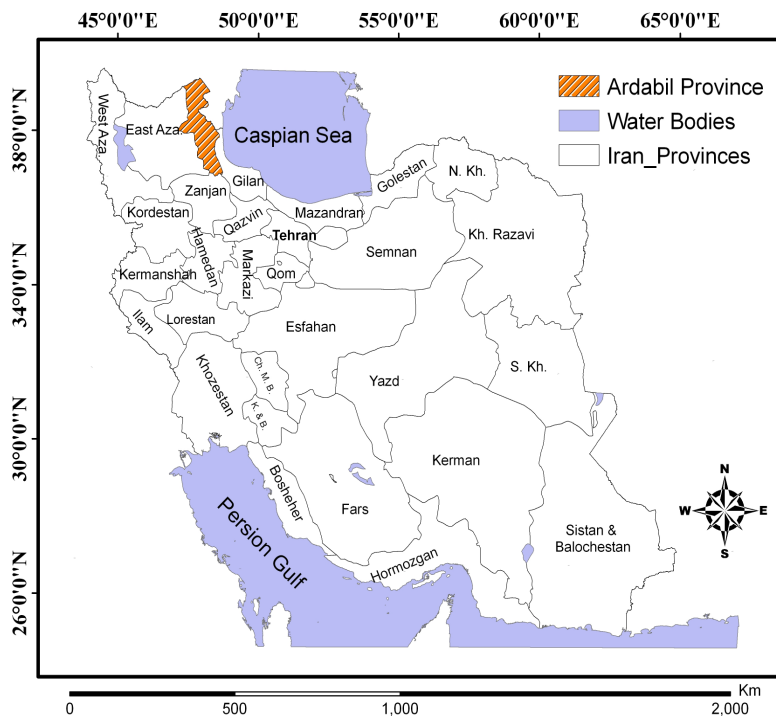 45°0'0"E 50°0'0"E 55°0'0"E 60°0'0"E 65°0'0"E
38°0'0"N
34°0'0"N
30°0'0"N
26°0'0"N
Ardabil Province
Water Bodies
Iran_Provinces
West Aza.
East Aza.
Caspian Sea
Golestan
N. Kh.
Zanjan
Gilan
Mazandran
Kordestan
Qazvin
Tehran
Semnan
Kh. Razavi
Hamedan
Markazi
Qom
Kermanshah
Ilam
Lorestan
Esfahan
Khozestan
Ch. M. B.
K. & B.
Yazd
S. Kh.
Kerman
Bosheher
Fars
Persion Gulf
Hormozgan
Sistan &
Balochestan
N
W
E
S
Km
0 500 1,000 2,000